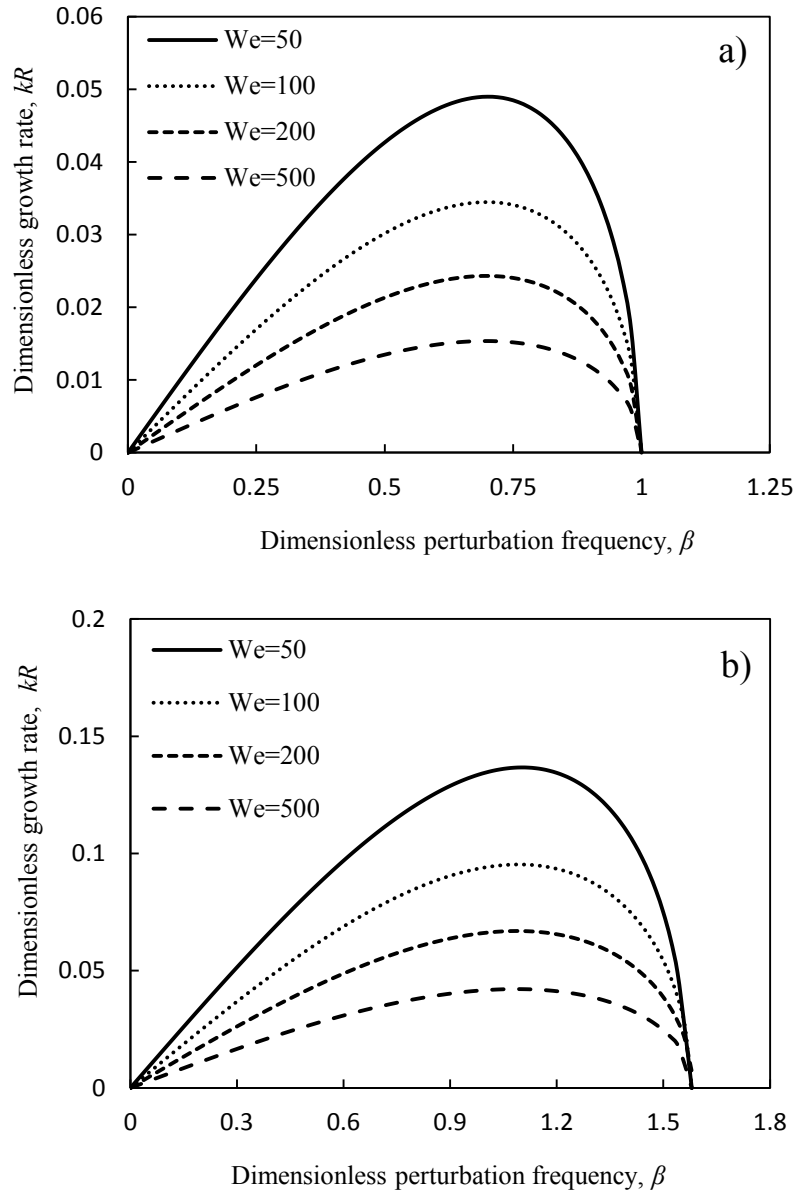 a)
We=50
We=100
We=200
We=500
Dimensionless growth rate, kR
0.06
0.05
0.04
0.03
0.02
0.01
0
0 0.25 0.5 0.75 1 1.25
Dimensionless perturbation frequency, β
b)
We=50
We=100
We=200
We=500
Dimensionless growth rate, kR
0.2
0.15
0.1
0.05
0
0 0.3 0.6 0.9 1.2 1.5 1.8
Dimensionless perturbation frequency, β